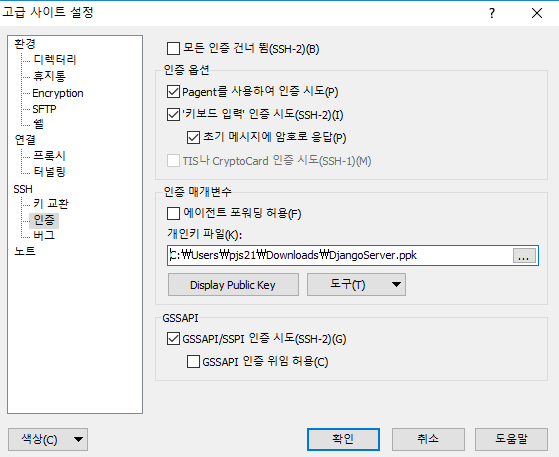 고급 사이트 설정
환경
디렉터리
휴지통
Encryption
SFTP
쉘
연결
프록시
터널링
SSH
키 교환
인증
버그
노트
모든 인증 건너 뜀(SSH-2)(B)
인증 옵션
Pagent를 사용하여 인증 시도(P)
'키보드 입력' 인증 시도(SSH-2)(I)
초기 메시지에 암호로 응답(P)
TIS나 CryptoCard 인증 시도(SSH-1)(M)
인증 매개변수
에이전트 포워딩 허용(F)
개인키 파일(K):
C:₩Users₩pjs21₩Downloads₩DjangoServer.ppk
...
Display Public Key
도구(T)
GSSAPI
GSSAPI/SSPI 인증 시도(SSH-2)(G)
GSSAPI 인증 위임 허용(C)
색상(C)
확인
취소
도움말